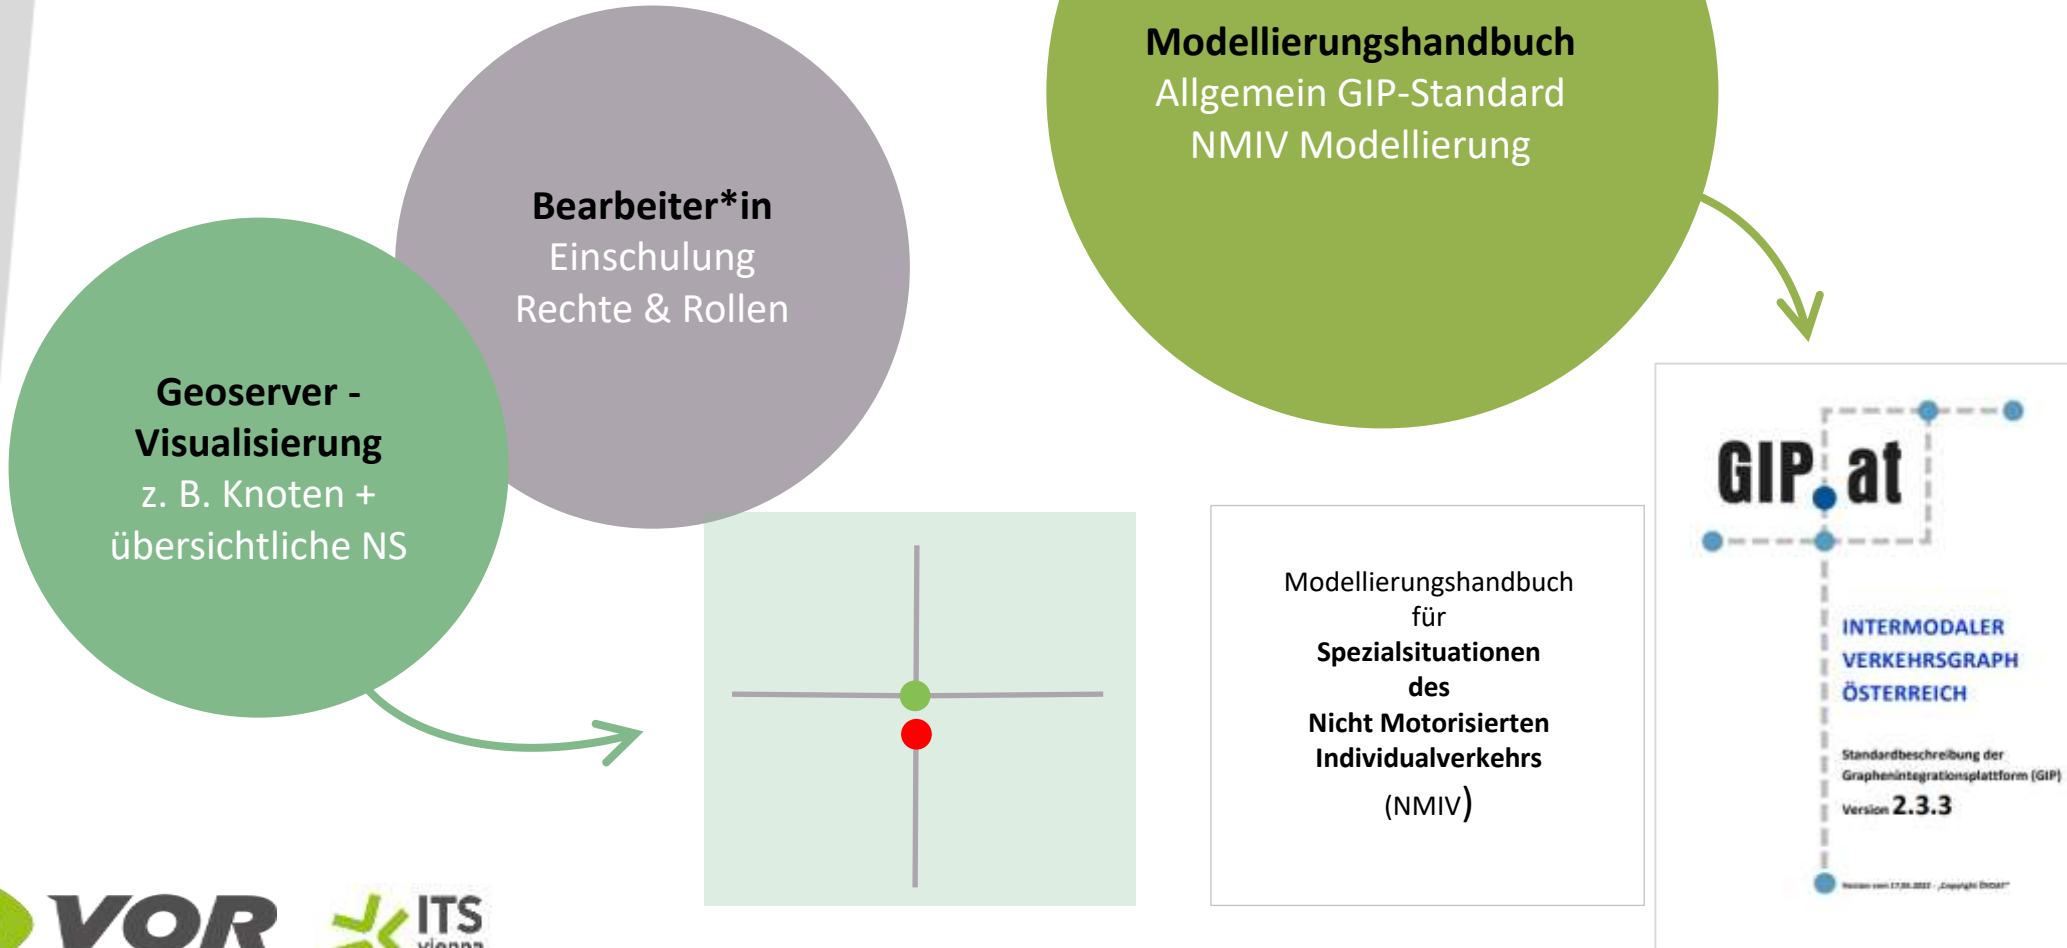 Modellierungshandbuch
Allgemein GIP-Standard
NMIV Modellierung
Bearbeiter*in
Einschulung
Rechte & Rollen
Geoserver -
Visualisierung
z. B. Knoten +
übersichtliche NS
Modellierungshandbuch
für
Spezialsituationen
des
Nicht Motorisierten
Individualverkehrs
(NMIV)
GIP.at
INTERMODALER
VERKEHRSGRAPH
ÖSTERREICH
Standardbeschreibung der
Graphenintegrationsplattform (GIP)
Version 2.3.3
VOR
ITS
vienna